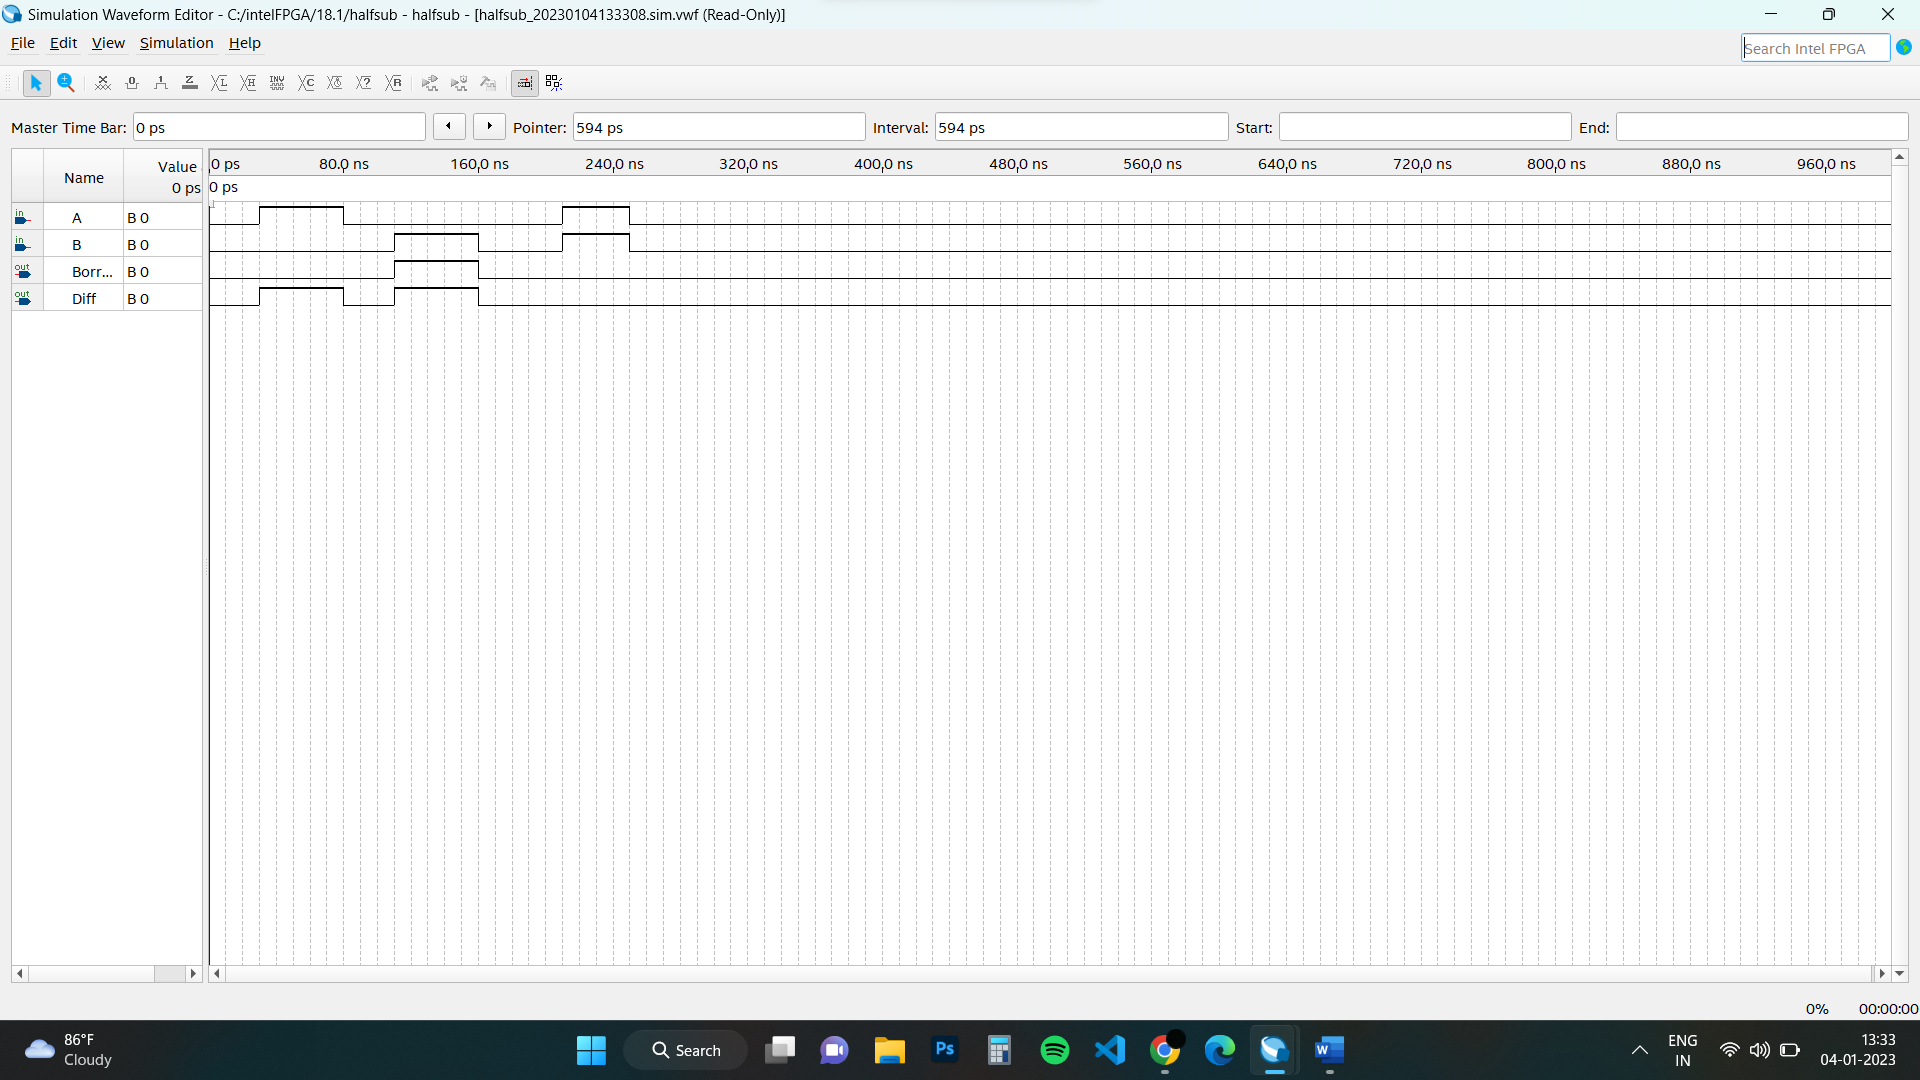 Simulation Waveform Editor - C:/intelFPGA/18.1/halfsub - halfsub - [halfsub_20230104133308.sim.vwf (Read-Only)]
File Edit View Simulation Help
Search Intel FPGA
Master Time Bar: 0 ps Pointer: 594 ps Interval: 594 ps Start: End:
Name Value 0 ps
0 ps 80.0 ns 160.0 ns 240.0 ns 320.0 ns 400.0 ns 480.0 ns 560.0 ns 640.0 ns 720.0 ns 800.0 ns 880.0 ns 960.0 ns
0 ps
in A B 0
in B B 0
out Borr... B 0
out Diff B 0
0% 00:00:00
86°F
Cloudy
Search
Ps
W
ENG
IN
13:33
04-01-2023